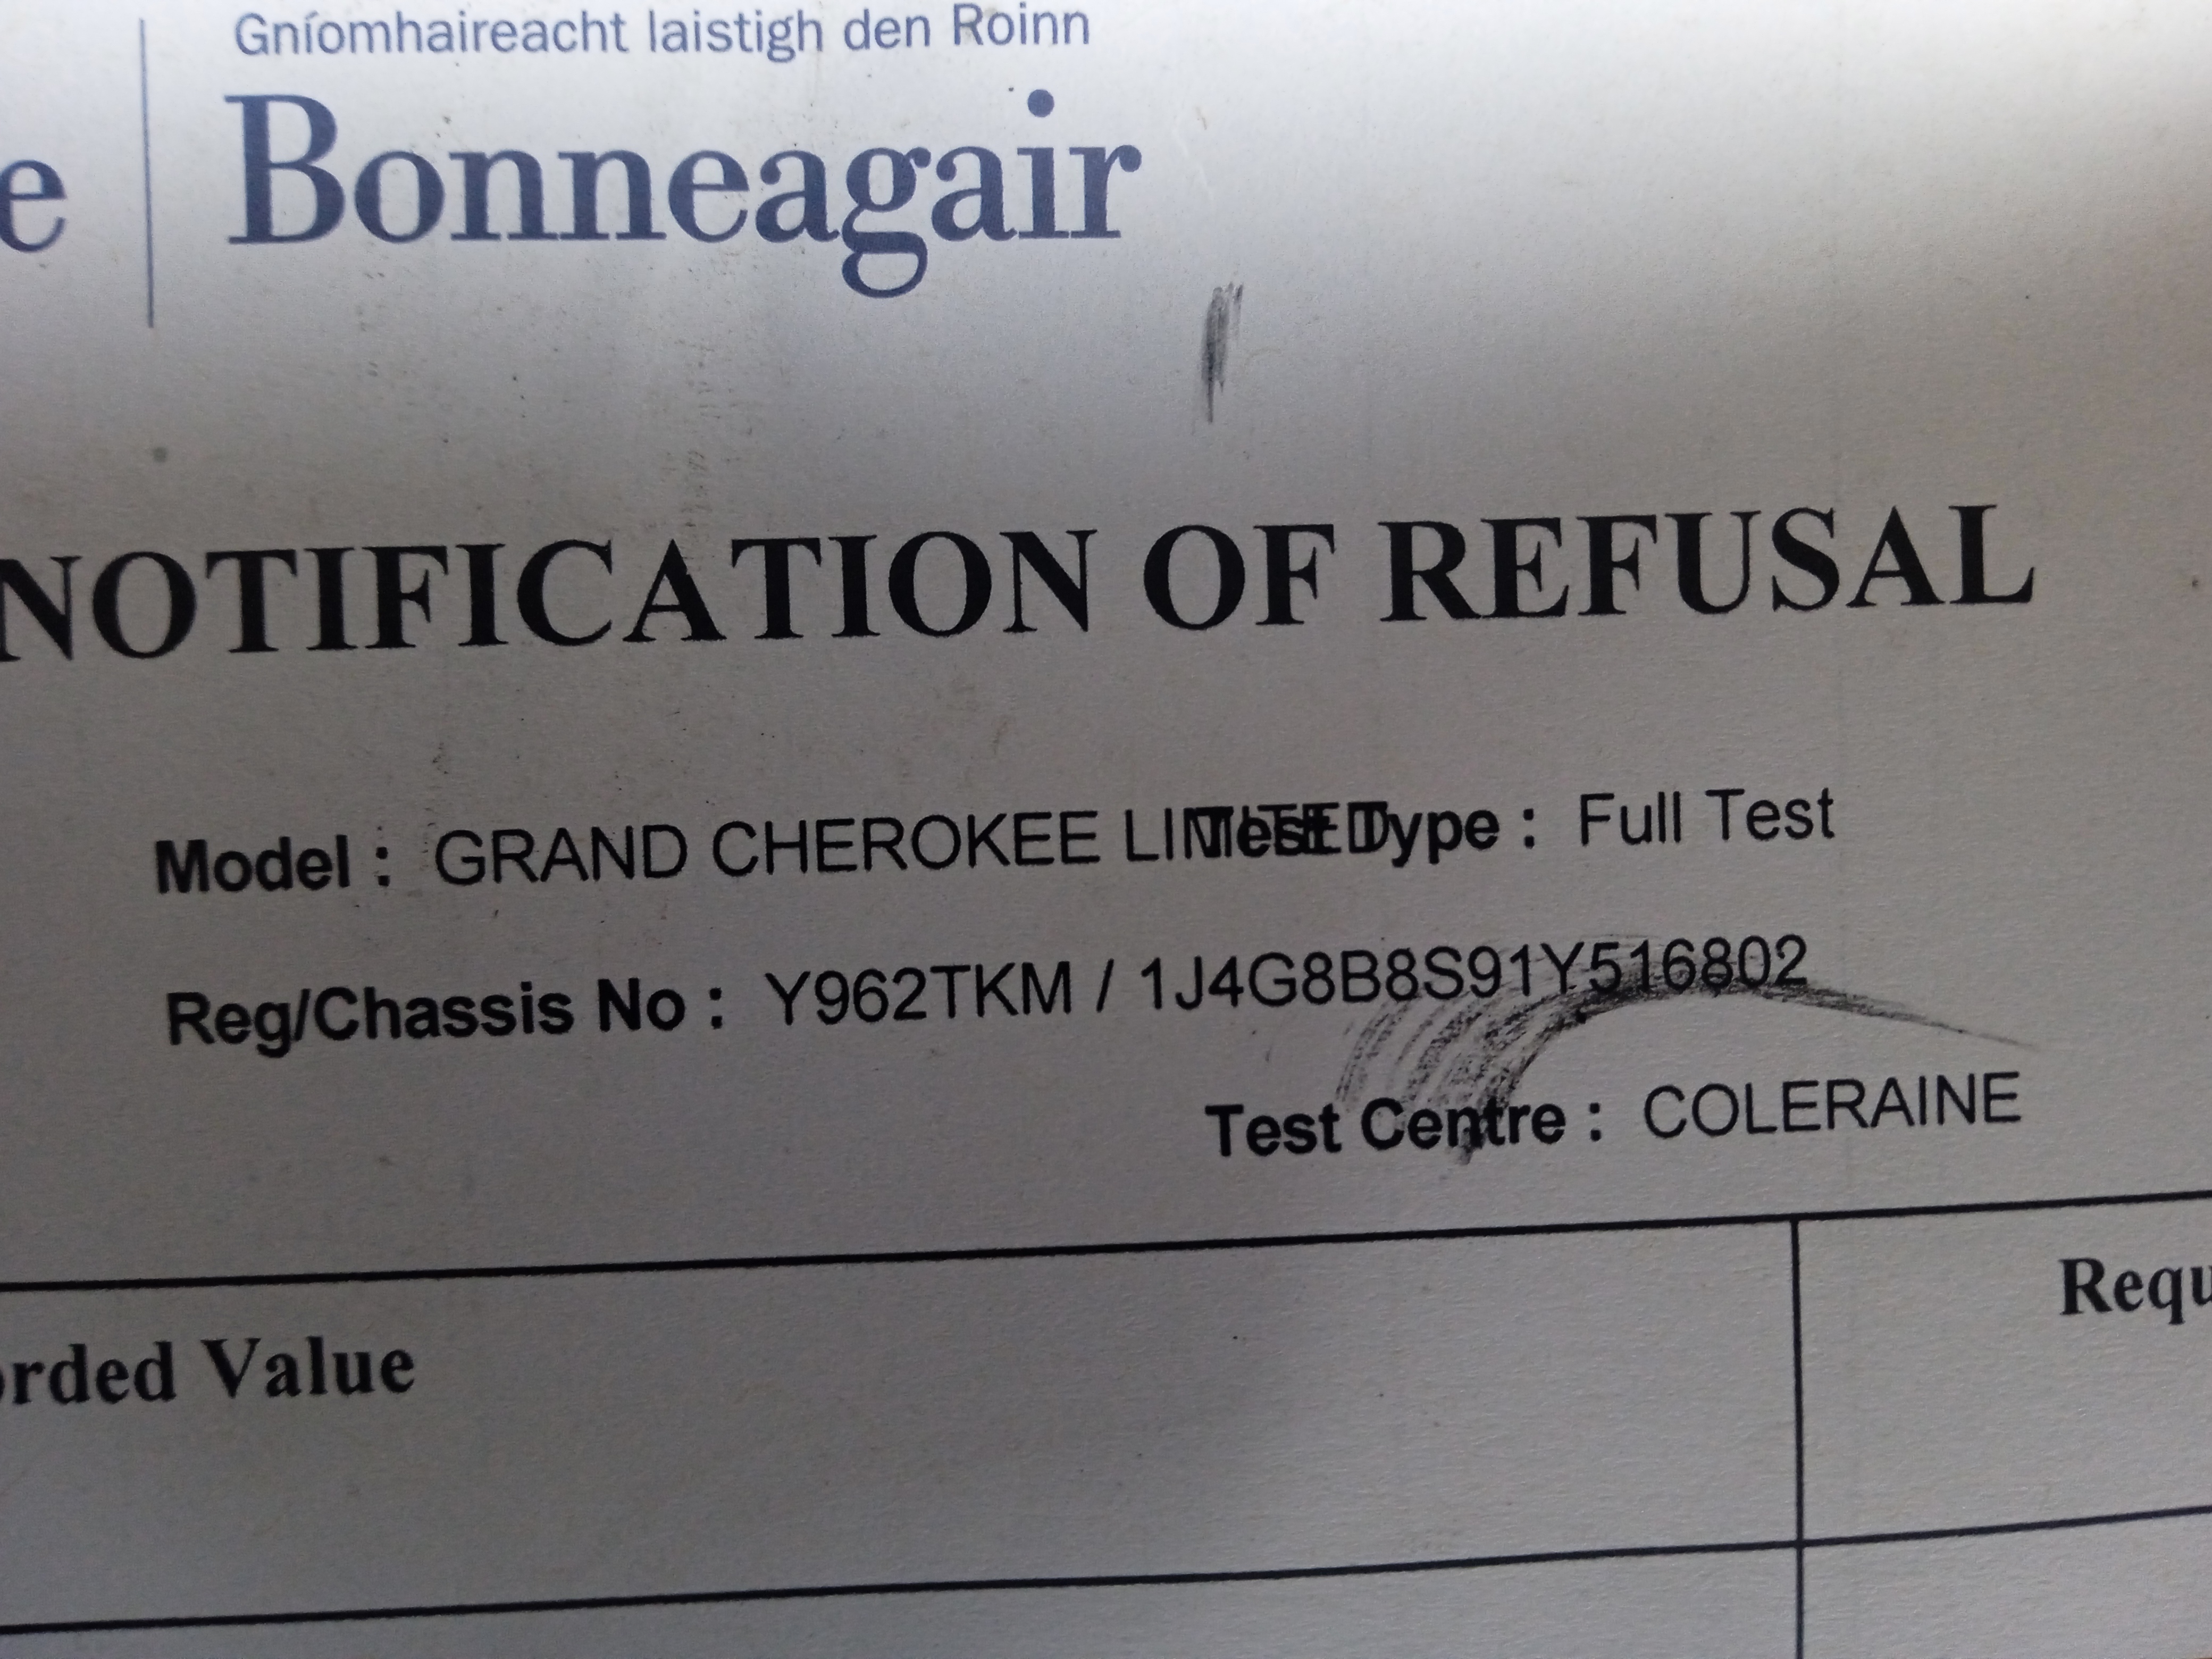 Gníomhaireacht laistigh den Roinn
Bonneagair
NOTIFICATION OF REFUSAL
Model : GRAND CHEROKEE LIMITED Test Type : Full Test
Reg/Chassis No : Y962TKM / 1J4G8B8S91Y516802
Test Centre : COLERAINE
orded Value
Requ